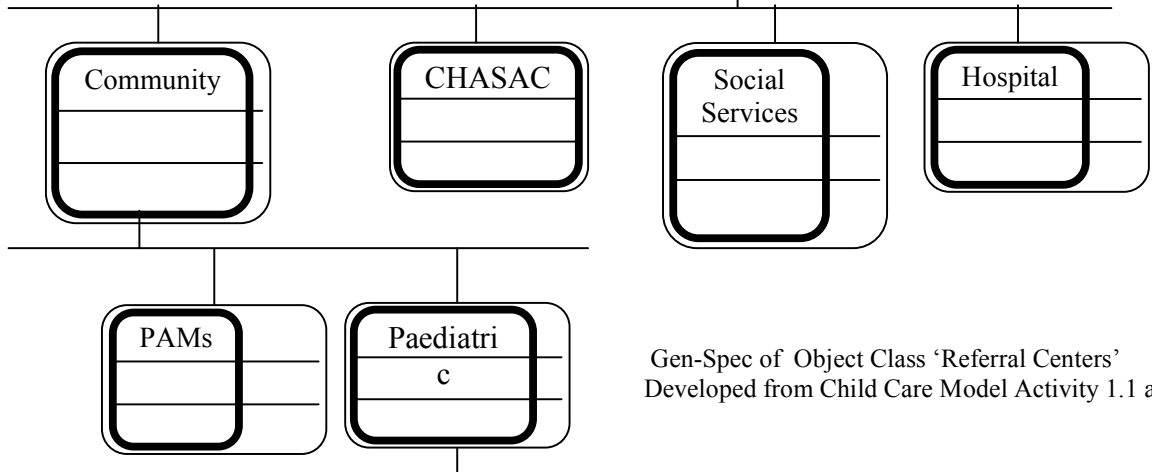 Community
CHASAC
Social
Services
Hospital
PAMs
Paediatri
c
Gen-Spec of Object Class ‘Referral Centers’
Developed from Child Care Model Activity 1.1 a